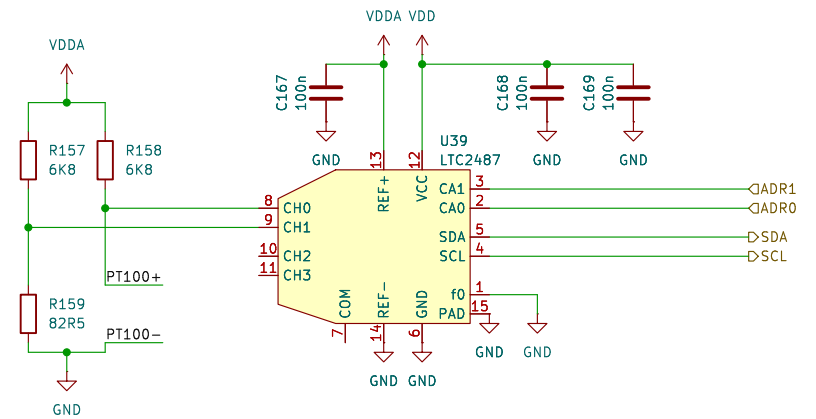 VDDA VDD
VDDA
C167
100n
C168
100n
C169
100n
GND
GND
GND
U39
LTC2487
R157
6K8
R158
6K8
13
12
REF+
VCC
8
CH0
9
CH1
10
CH2
11
CH3
CA1
3
ADR1
CA0
2
ADR0
SDA
5
SDA
SCL
4
SCL
f0
1
PAD
15
COM
REF-
GND
7
14
6
PT100+
R159
82R5
PT100-
GND
GND
GND
GND
GND